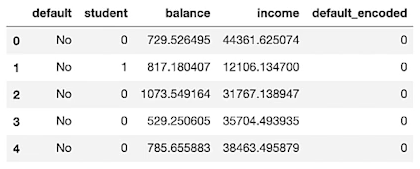 default student balance income default_encoded
0 No 0 729.526495 44361.625074 0
1 No 1 817.180407 12106.134700 0
2 No 0 1073.549164 31767.138947 0
3 No 0 529.250605 35704.493935 0
4 No 0 785.655883 38463.495879 0